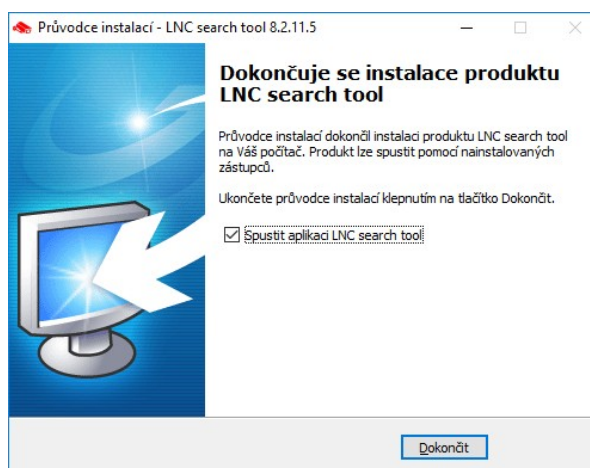 Průvodce instalací - LNC search tool 8.2.11.5
Dokončuje se instalace produktu
LNC search tool
Průvodce instalací dokončil instalaci produktu LNC search tool
na Váš počítač. Produkt lze spustit pomocí nainstalovaných
zástupců.
Ukončete průvodce instalací klepnutím na tlačítko Dokončit.
Spustit aplikaci LNC search tool
Dokončit